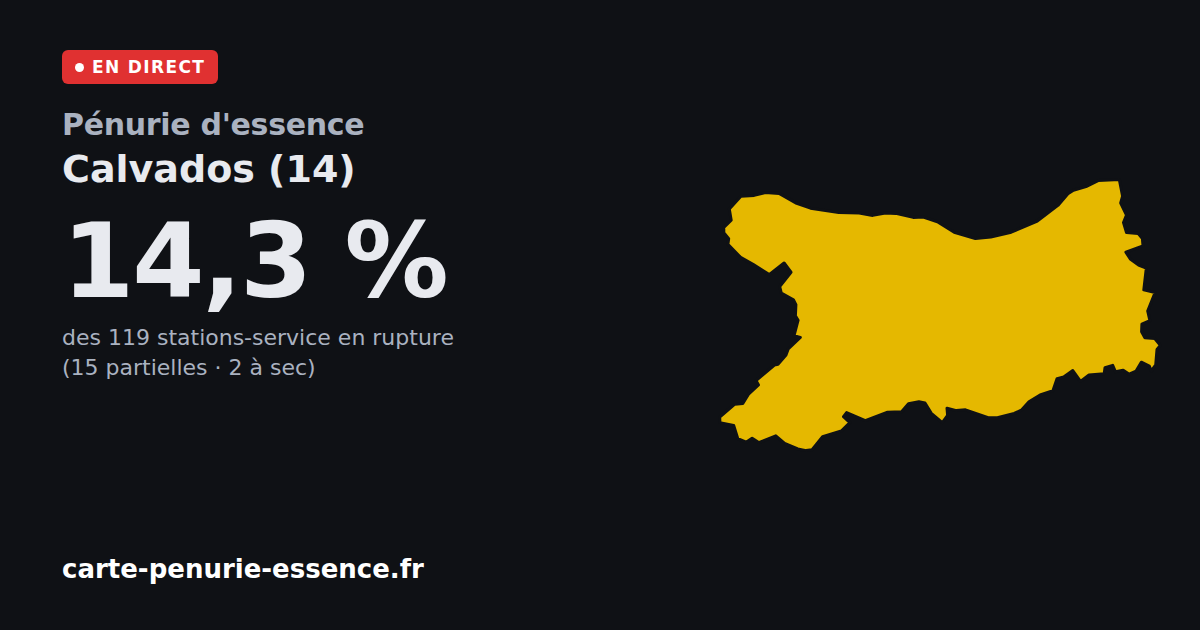 EN DIRECT
Pénurie d'essence
Calvados (14)
14,3 %
des 119 stations-service en rupture
(15 partielles · 2 à sec)
carte-penurie-essence.fr